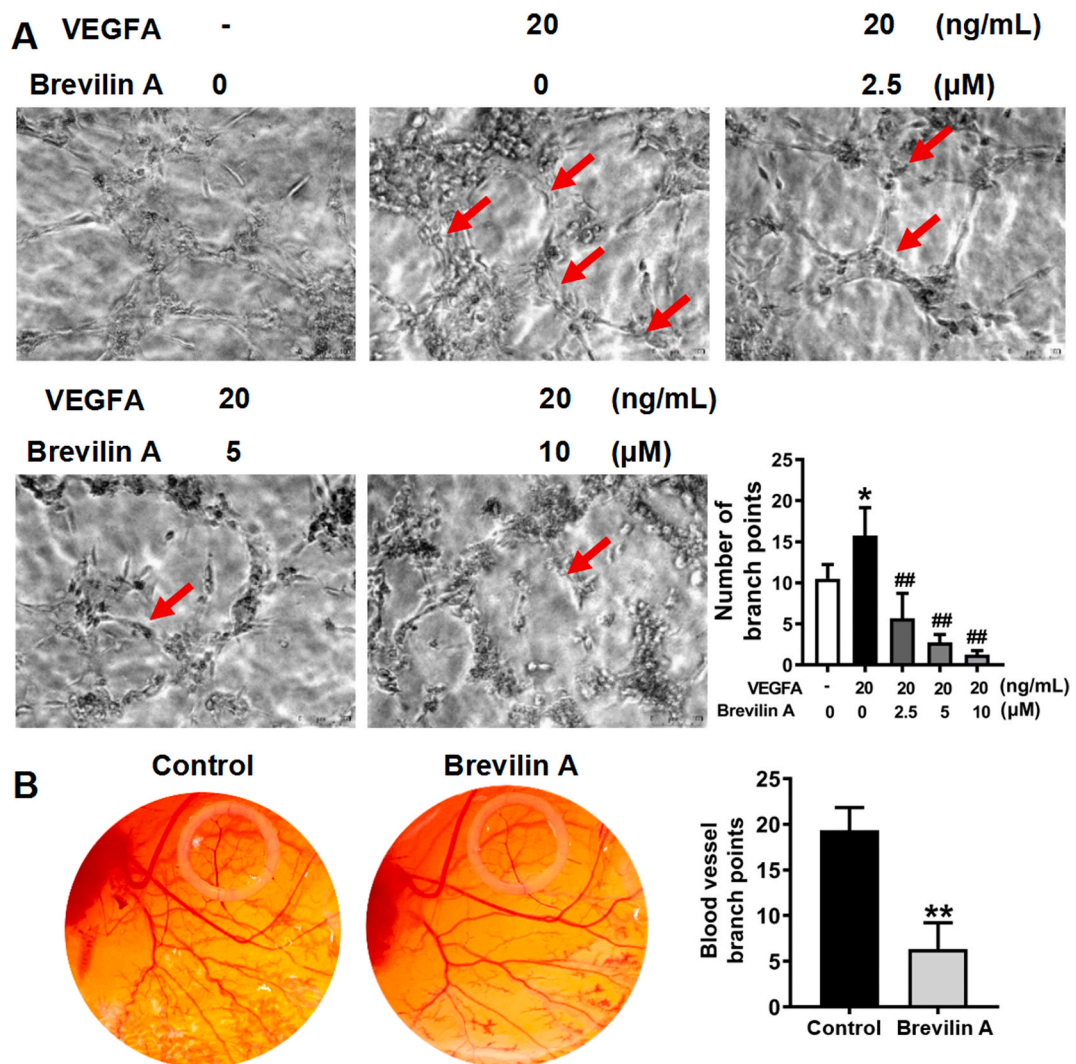 A VEGFA - 20 20 (ng/mL)
Brevilin A 0 0 2.5 (µM)
VEGFA 20 20 (ng/mL)
Brevilin A 5 10 (µM)
Number of
branch points
25
20
15
10
5
0
*
##
##
##
VEGFA - 20 20 20 20 (ng/mL)
Brevilin A 0 0 2.5 5 10 (µM)
B Control Brevilin A
Blood vessel
branch points
25
20
15
10
5
0
**
Control Brevilin A